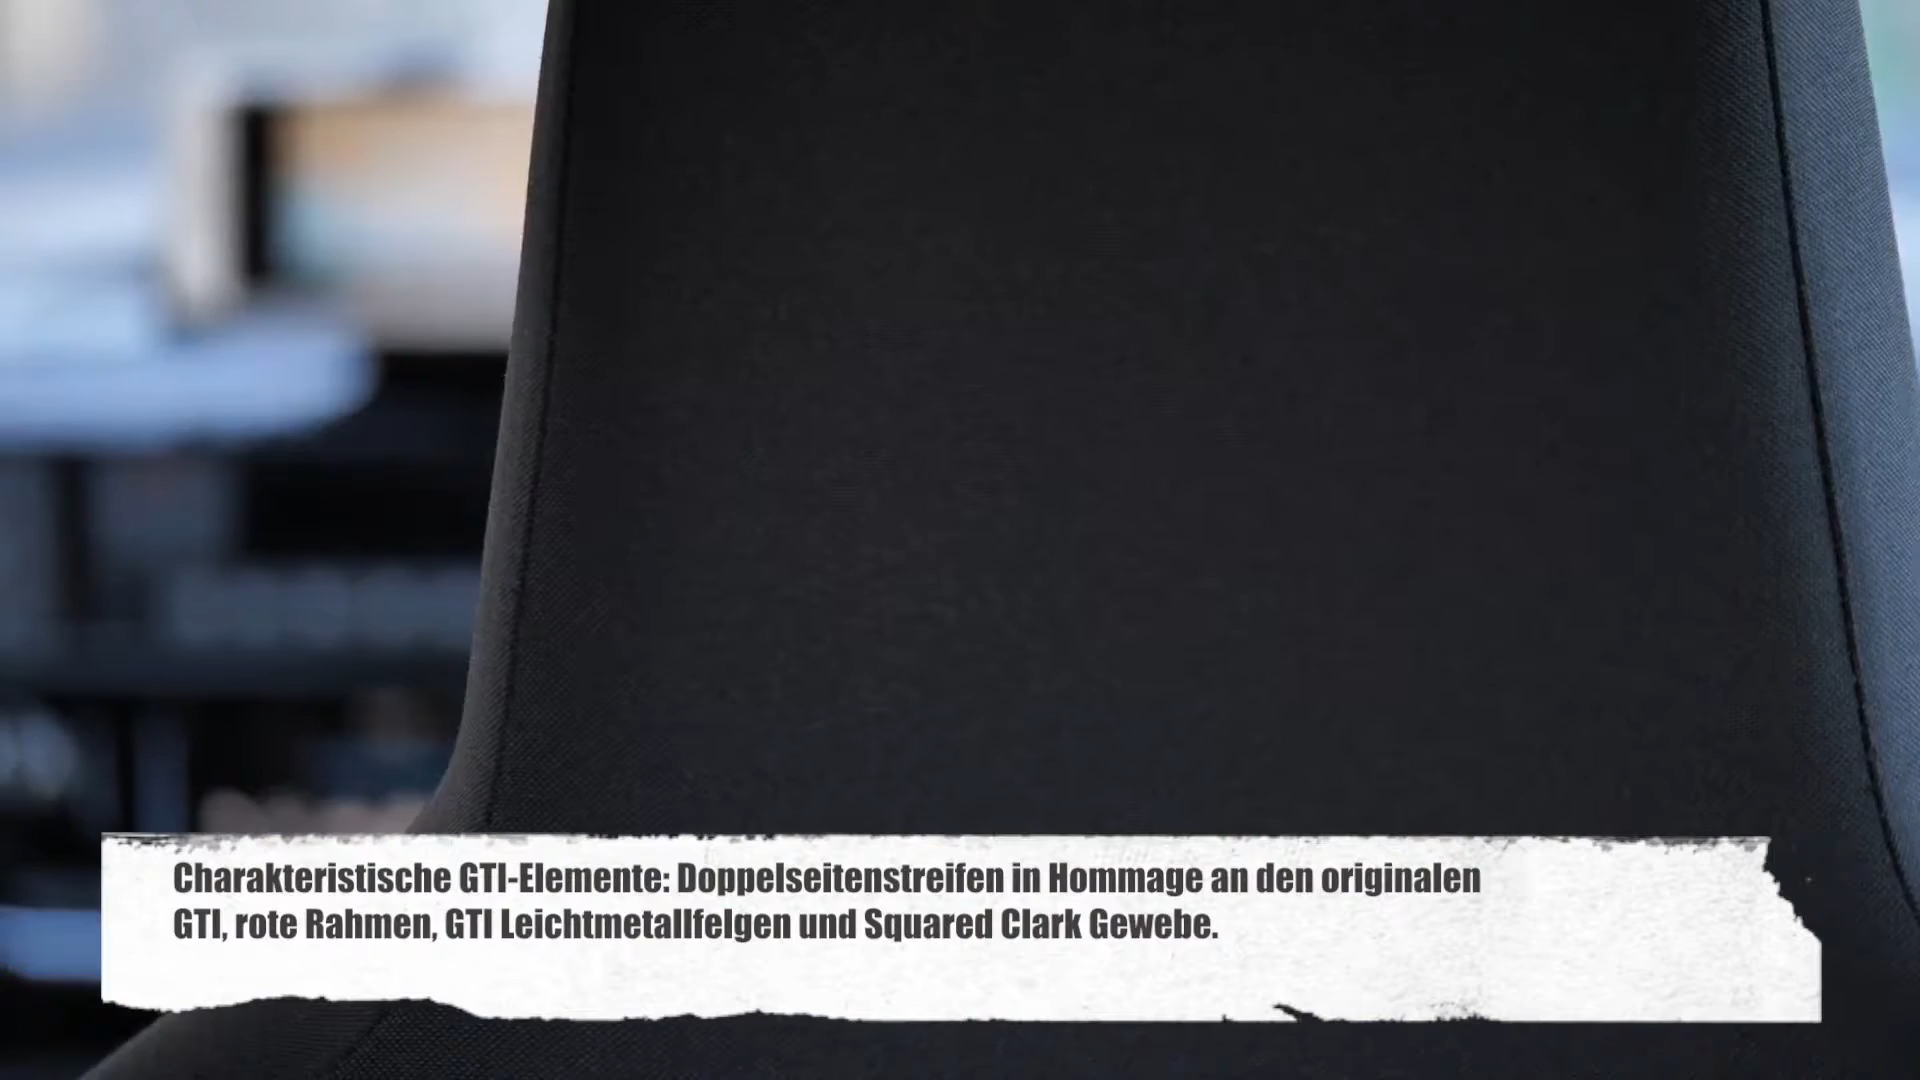 Charakteristische GTI-Elemente: Doppelseitenstreifen in Hommage an den originalen
GTI, rote Rahmen, GTI Leichtmetallfelgen und Squared Clark Gewebe.